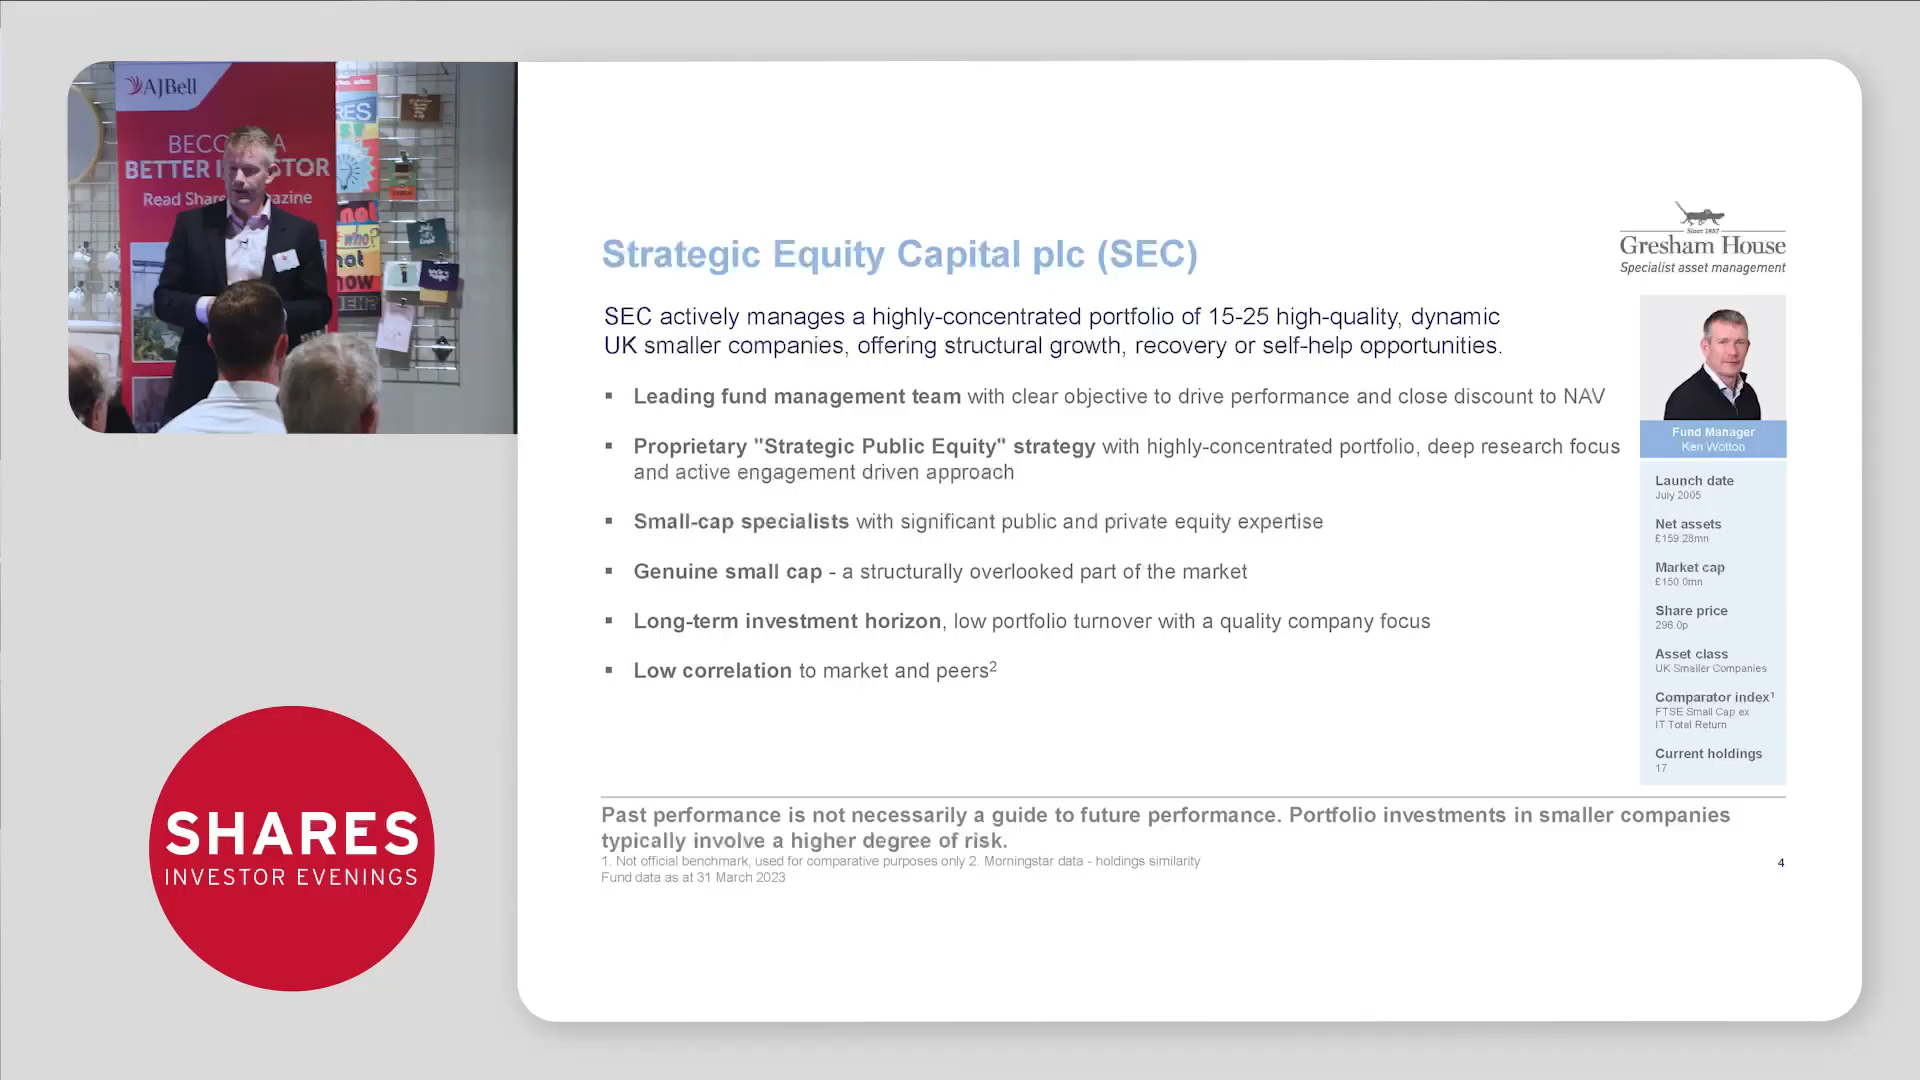 AJBell
BETTER
Read
SHARES
INVESTOR EVENINGS
Strategic Equity Capital plc (SEC)
Since 1857
Gresham House
Specialist asset management
SEC actively manages a highly-concentrated portfolio of 15-25 high-quality, dynamic
UK smaller companies, offering structural growth, recovery or self-help opportunities.
▪ Leading fund management team with clear objective to drive performance and close discount to NAV
▪ Proprietary "Strategic Public Equity" strategy with highly-concentrated portfolio, deep research focus
and active engagement driven approach
▪ Small-cap specialists with significant public and private equity expertise
▪ Genuine small cap - a structurally overlooked part of the market
▪ Long-term investment horizon, low portfolio turnover with a quality company focus
▪ Low correlation to market and peers²
Fund Manager
Ken Wotton
Launch date
July 2005
Net assets
£159.28mn
Market cap
£150.0mn
Share price
296.0p
Asset class
UK Smaller Companies
Comparator index¹
FTSE Small Cap ex
IT Total Return
Current holdings
17
Past performance is not necessarily a guide to future performance. Portfolio investments in smaller companies
typically involve a higher degree of risk.
1. Not official benchmark, used for comparative purposes only 2. Morningstar data - holdings similarity
Fund data as at 31 March 2023
4